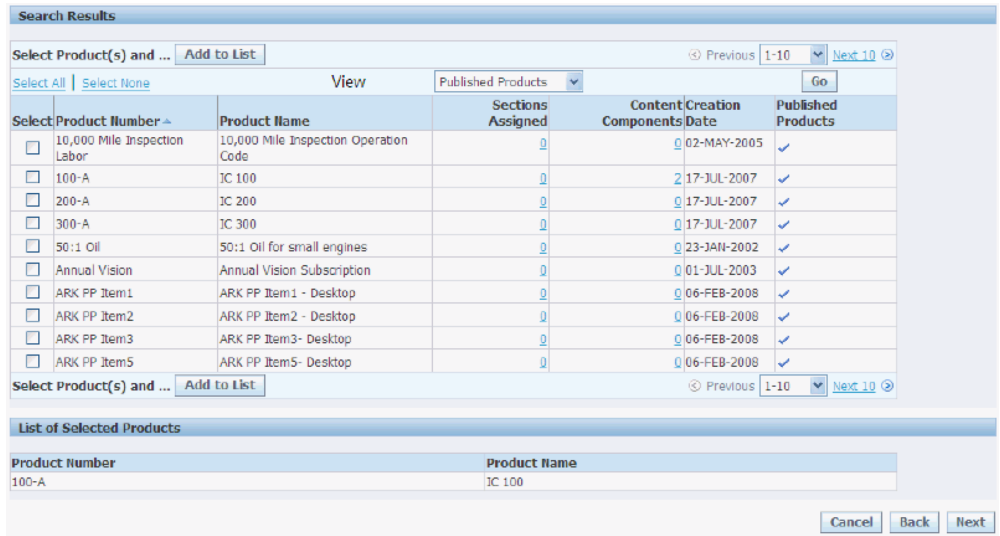 Search Results
Select Product(s) and ... Add to List Previous 1-10 Next 10
Select All | Select None View Published Products Go
Select Product Number Product Name Sections Assigned Content Components Creation Date Published Products
10,000 Mile Inspection Labor 10,000 Mile Inspection Operation Code 0 0 02-MAY-2005
100-A IC 100 0 2 17-JUL-2007
200-A IC 200 0 0 17-JUL-2007
300-A IC 300 0 0 17-JUL-2007
50:1 Oil 50:1 Oil for small engines 0 0 23-JAN-2002
Annual Vision Annual Vision Subscription 0 0 01-JUL-2003
ARK PP Item1 ARK PP Item1 - Desktop 0 0 06-FEB-2008
ARK PP Item2 ARK PP Item2 - Desktop 0 0 06-FEB-2008
ARK PP Item3 ARK PP Item3- Desktop 0 0 06-FEB-2008
ARK PP Item5 ARK PP Item5- Desktop 0 0 06-FEB-2008
Select Product(s) and ... Add to List Previous 1-10 Next 10
List of Selected Products
Product Number Product Name
100-A IC 100
Cancel Back Next